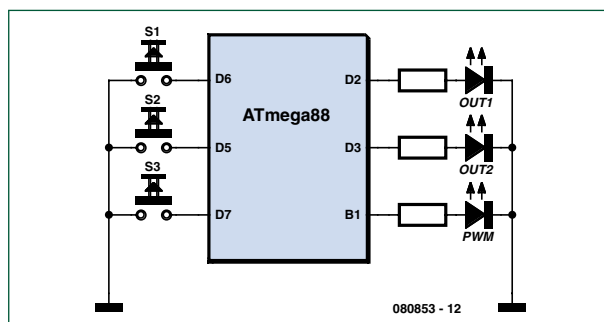 S1
D6
D2
OUT1
ATmega88
S2
D5
D3
OUT2
S3
D7
B1
PWM
080853 - 12